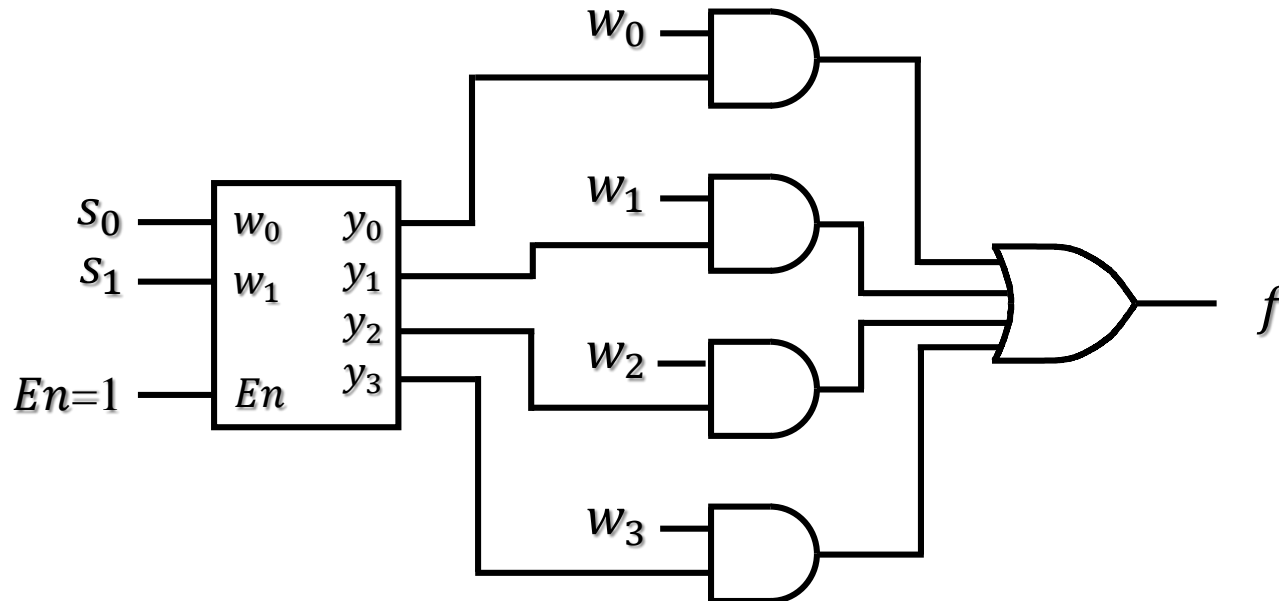 w₀
w₁
s₀
w₀ y₀
s₁
w₁ y₁
y₂
w₂
y₃
En=1
En
w₃
f